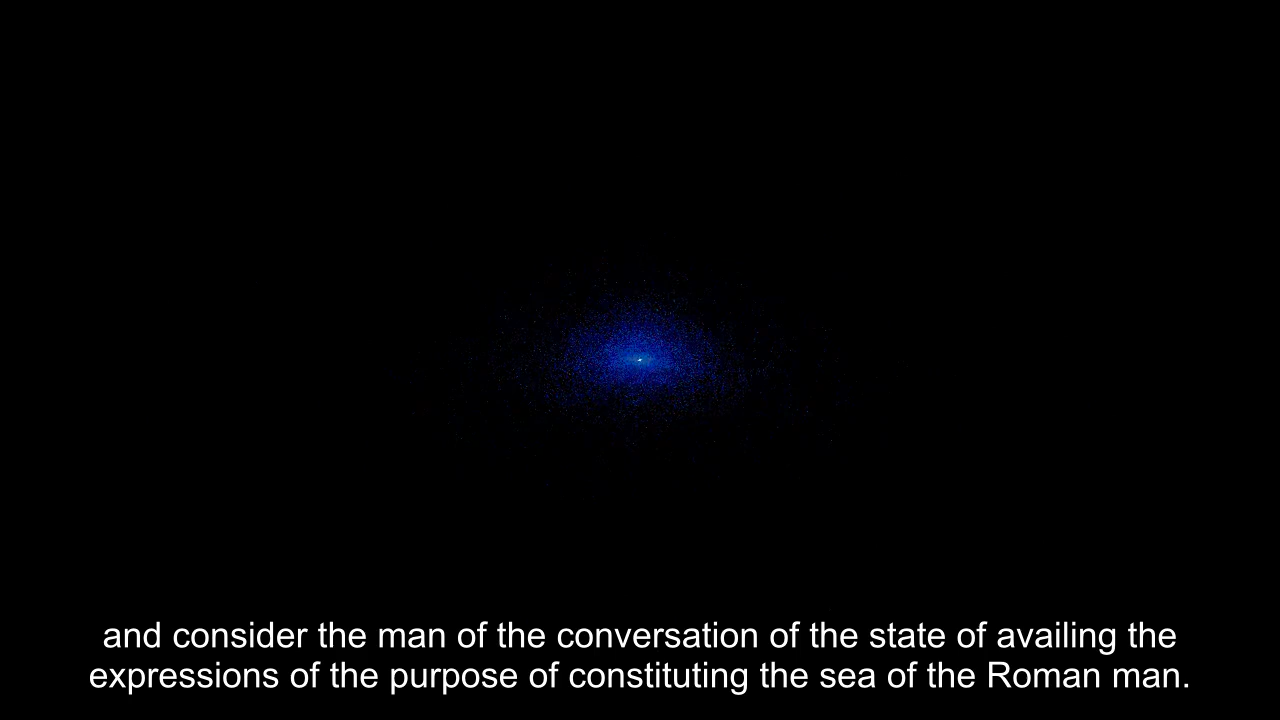 and consider the man of the conversation of the state of availing the
expressions of the purpose of constituting the sea of the Roman man.